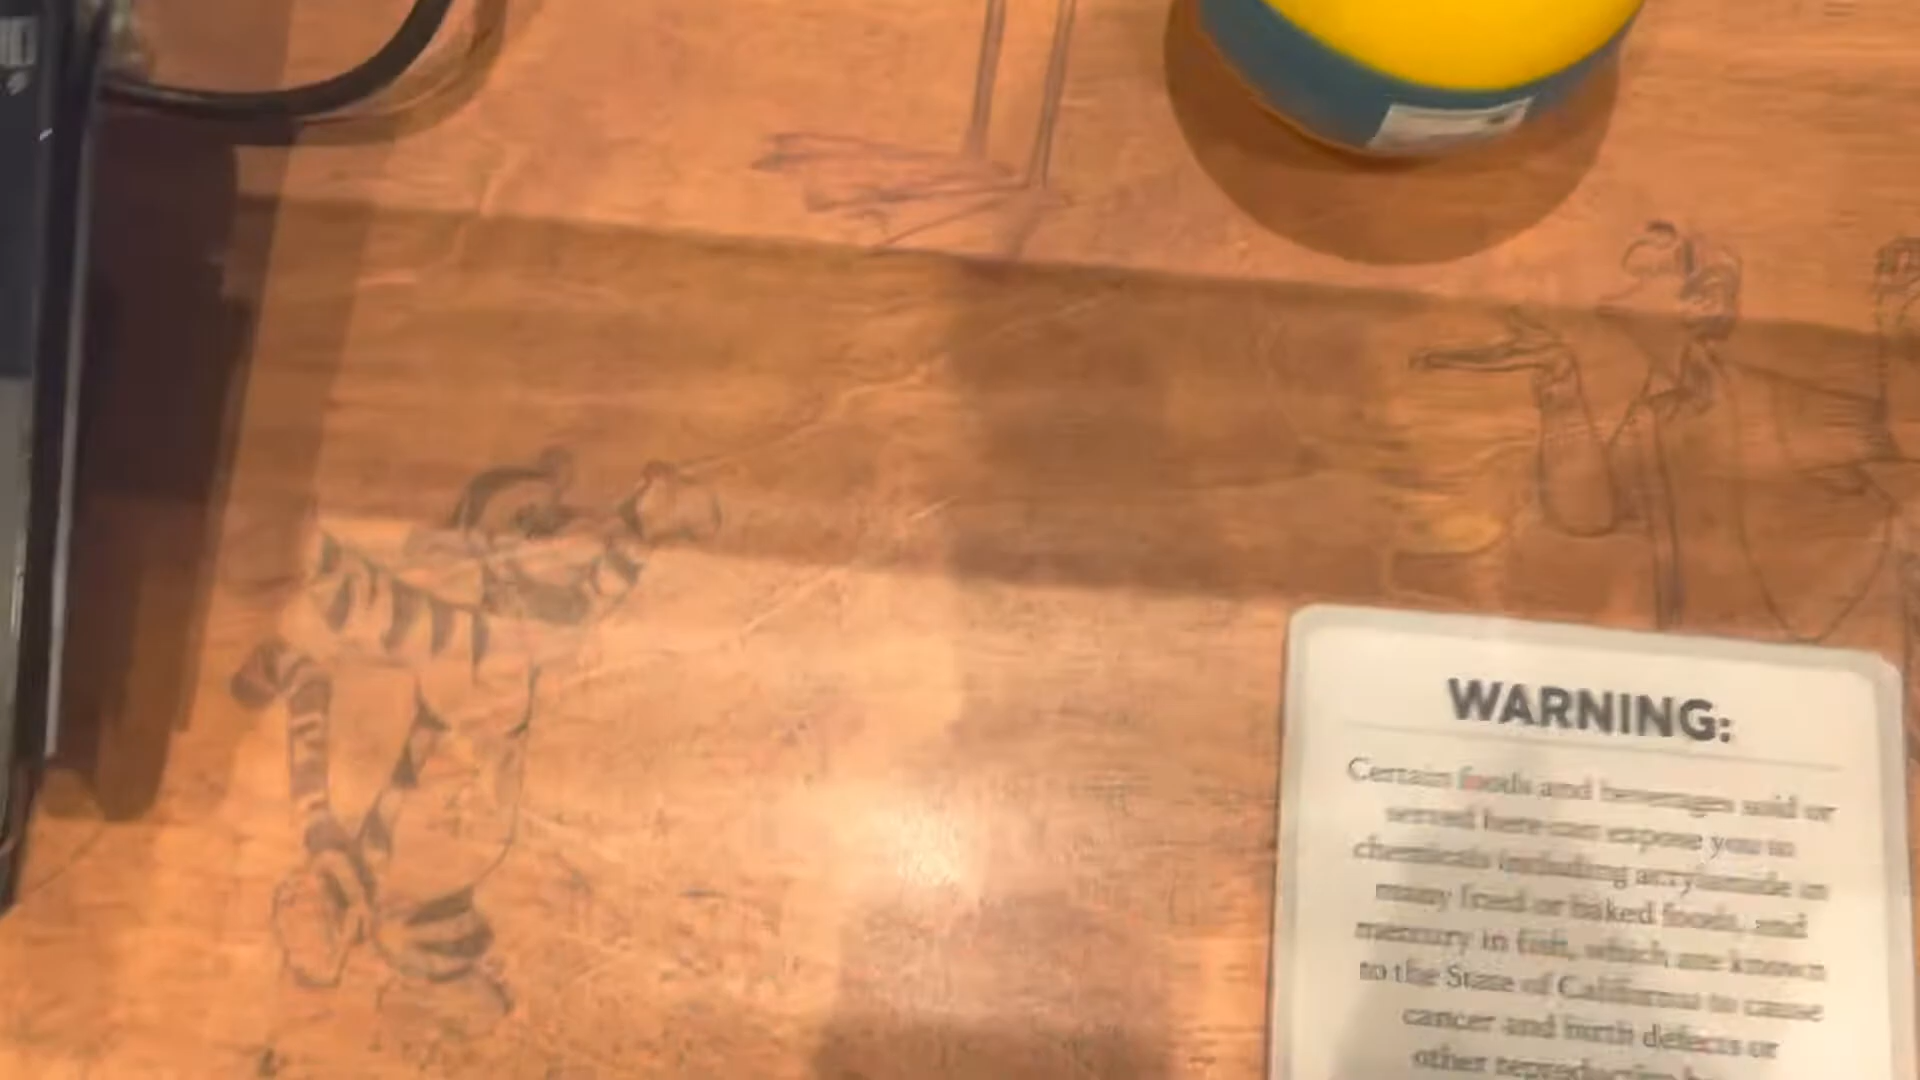 WARNING:
Certain foods and beverages sold or
served here can expose you to
chemicals including acrylamide in
many fried or baked foods, and
mercury in fish, which are known
to the State of California to cause
cancer and birth defects or
other reproductive